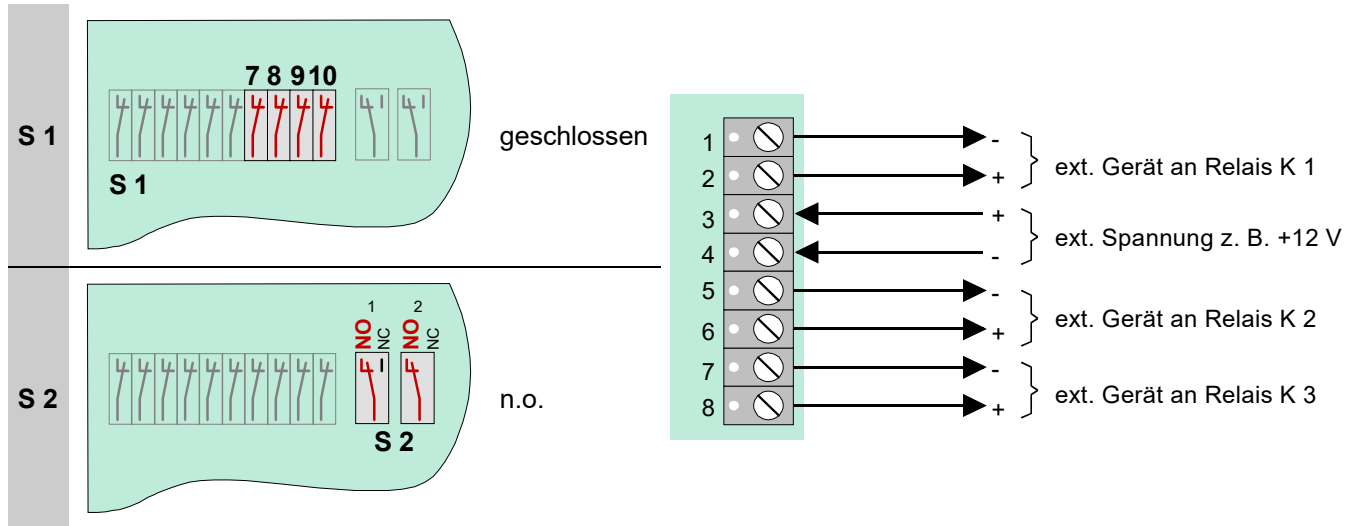 S 1
7 8 9 10
S 1
geschlossen
S 2
1 2
NO NC NO NC
S 2
n.o.
1 - ext. Gerät an Relais K 1
2 +
3 + ext. Spannung z. B. +12 V
4 -
5 - ext. Gerät an Relais K 2
6 +
7 - ext. Gerät an Relais K 3
8 +